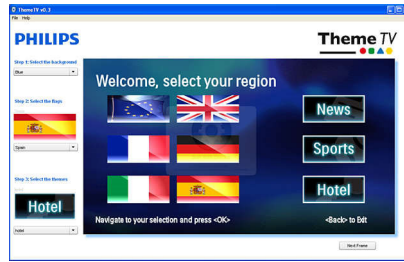 ThemeTV v0.3
File Help
PHILIPS
Theme TV
Step 1: Select the background
Blue
Welcome, select your region
Step 2: Select the flags
News
Spain
Sports
Step 3: Select the themes
Hotel
Hotel
hotel
Navigate to your selection and press <OK>
<Back> to Exit
Next Frame